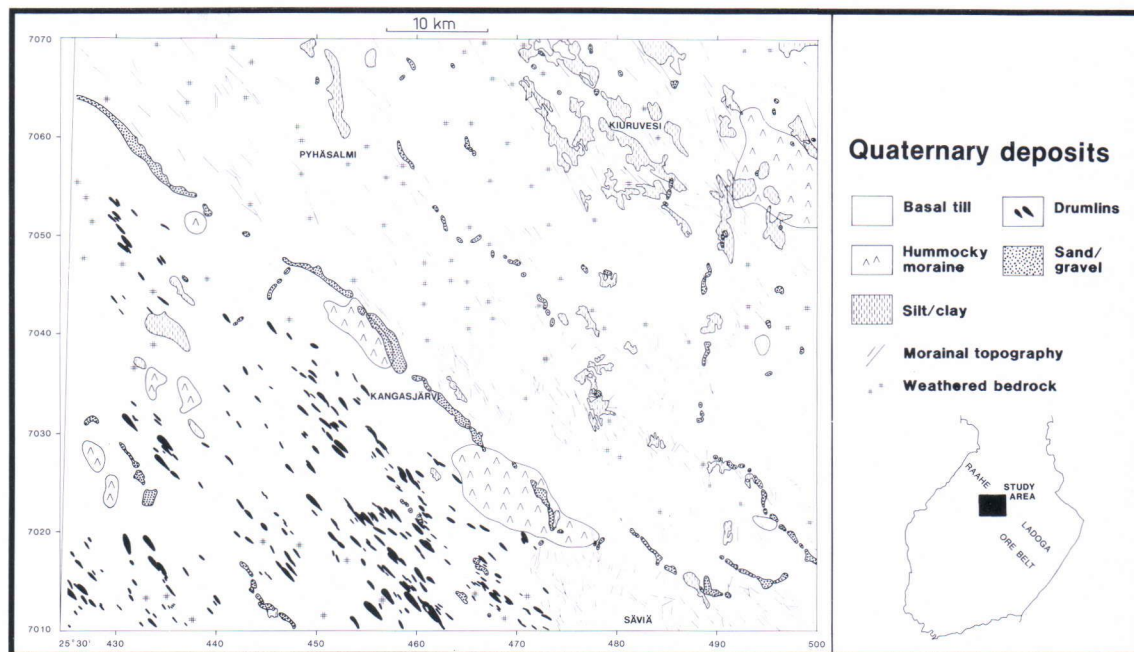 10 km
7070
7060
7050
7040
7030
7020
7010
25°30'
430
440
450
460
470
480
490
500
PYHÄSALMI
KIURUVESI
KANGASJÄRVI
SÄVIÄ
Quaternary deposits
Basal till
Drumlins
Hummocky moraine
Sand/ gravel
Silt/clay
Morainal topography
Weathered bedrock
RAAHE
STUDY AREA
LADOGA
ORE BELT